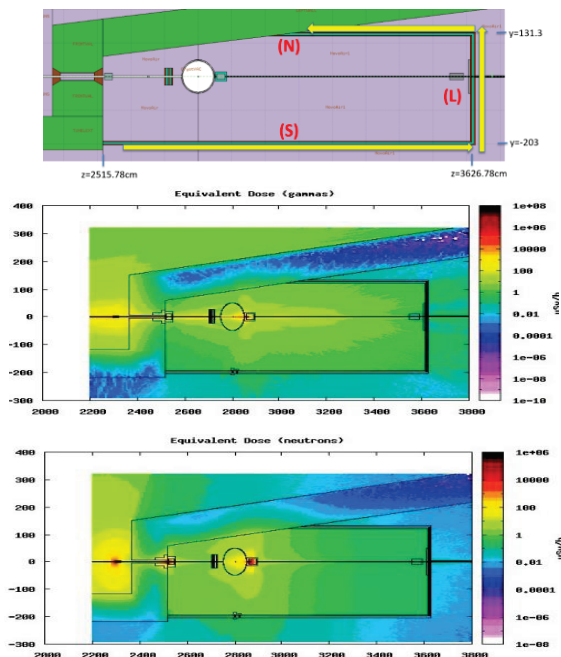 (N)
y=131.3
(L)
(S)
y=-203
z=2515.78cm
z=3626.78cm
Equivalent Dose (gammas)
400
300
200
100
0
-100
-200
-300
2000 2200 2400 2600 2800 3000 3200 3400 3600 3800
1e+08
1e+06
10000
100
1
0.01
0.0001
1e-06
1e-08
1e-10
uSv/h
Equivalent Dose (neutrons)
400
300
200
100
0
-100
-200
-300
2000 2200 2400 2600 2800 3000 3200 3400 3600 3800
1e+06
10000
100
1
0.01
0.0001
1e-06
1e-08
uSv/h